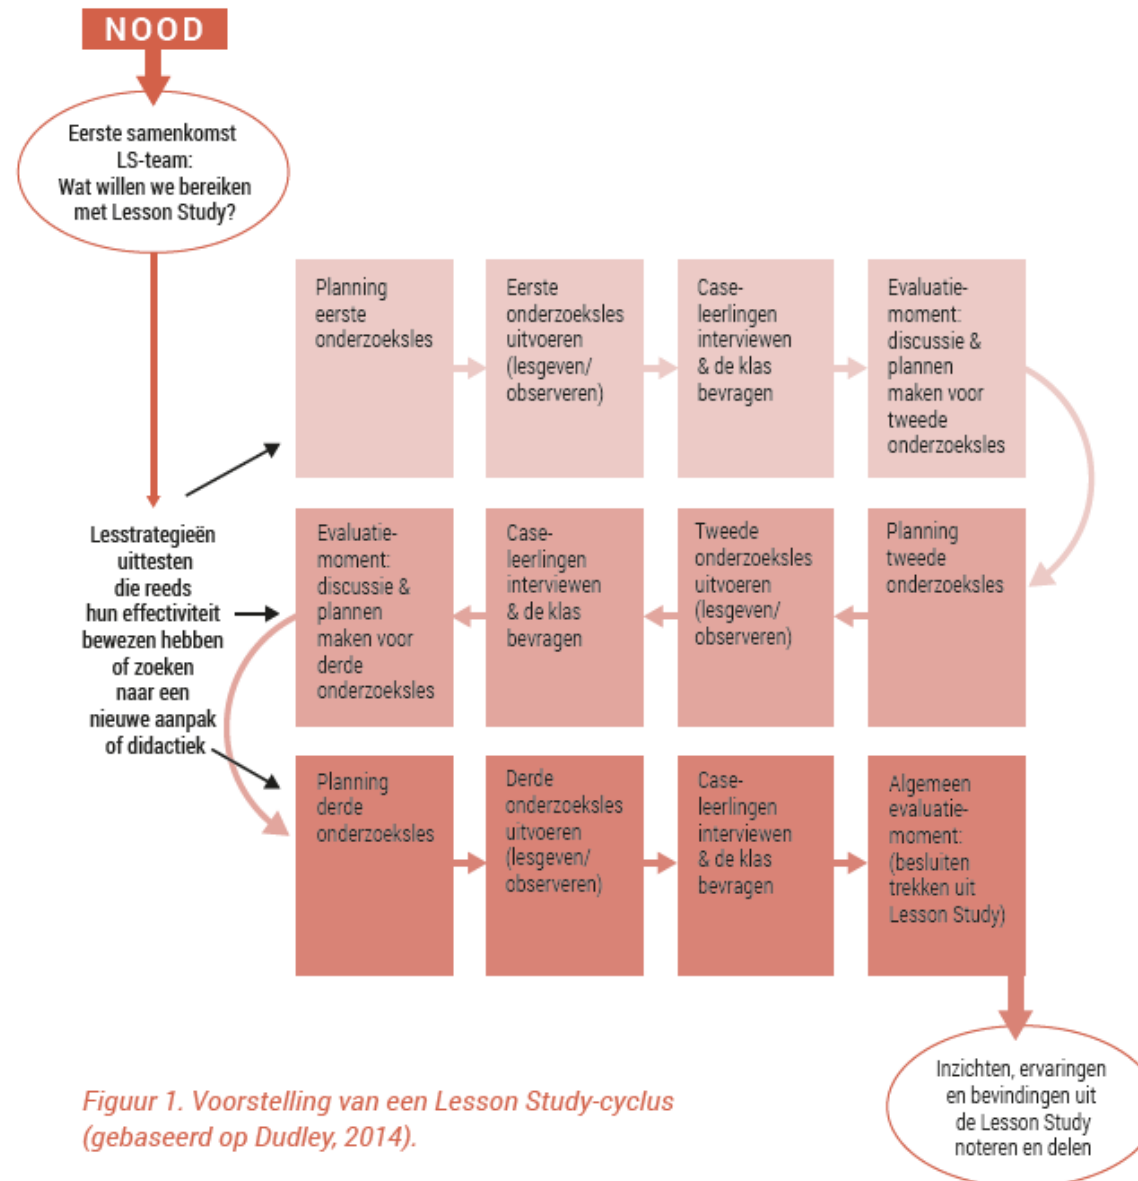 NOOD
Eerste samenkomst
LS-team:
Wat willen we bereiken
met Lesson Study?
Planning
eerste
onderzoeksles
Eerste
onderzoeksles
uitvoeren
(lesgeven/
observeren)
Case-
leerlingen
interviewen
& de klas
bevragen
Evaluatie-
moment:
discussie &
plannen
maken voor
tweede
onderzoeksles
Lesstrategieën
uittesten
die reeds
hun effectiviteit
bewezen hebben
of zoeken
naar een
nieuwe aanpak
of didactiek
Evaluatie-
moment:
discussie &
plannen
maken voor
derde
onderzoeksles
Case-
leerlingen
interviewen
& de klas
bevragen
Tweede
onderzoeksles
uitvoeren
(lesgeven/
observeren)
Planning
tweede
onderzoeksles
Planning
derde
onderzoeksles
Derde
onderzoeksles
uitvoeren
(lesgeven/
observeren)
Case-
leerlingen
interviewen
& de klas
bevragen
Algemeen
evaluatie-
moment:
(besluiten
trekken uit
Lesson Study)
Inzichten, ervaringen
en bevindingen uit
de Lesson Study
noteren en delen
Figuur 1. Voorstelling van een Lesson Study-cyclus
(gebaseerd op Dudley, 2014).